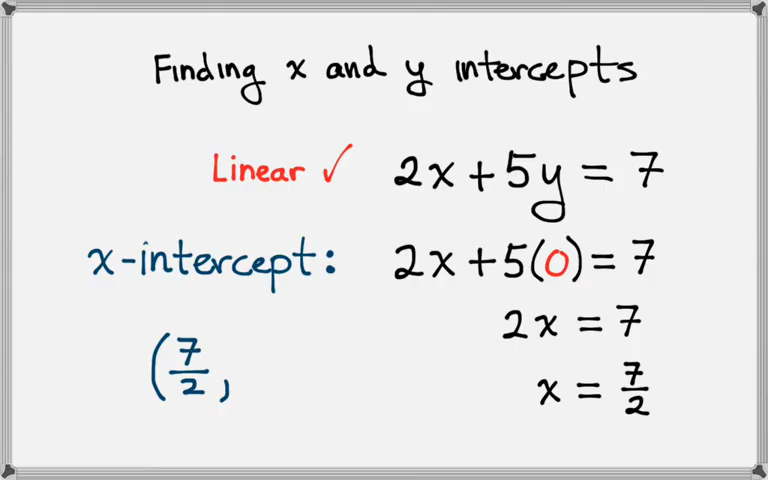 Finding x and y intercepts
Linear ✓ 2x + 5y = 7
x-intercept: 2x + 5(0) = 7
2x = 7
(7/2, x = 7/2